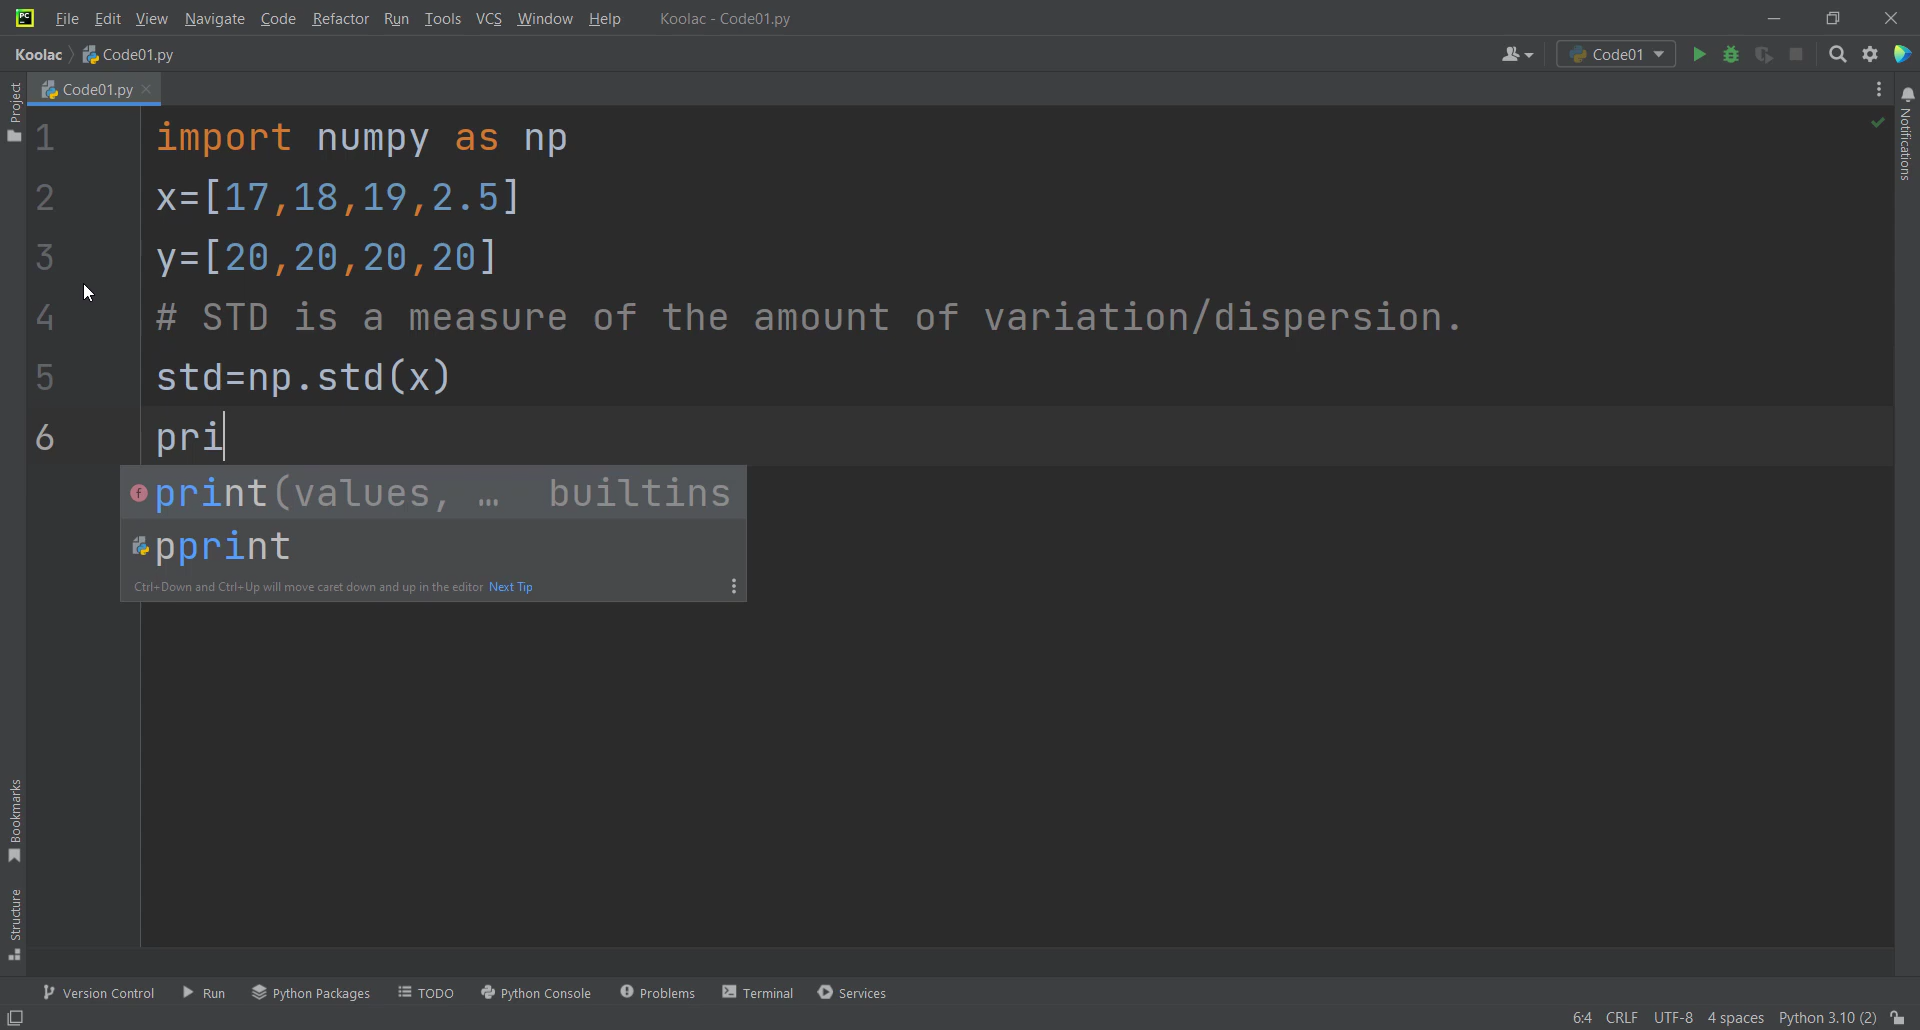 PC File Edit View Navigate Code Refactor Run Tools VCS Window Help Koolac - Code01.py
Koolac Code01.py Code01
Code01.py
Project
Notifications
1 import numpy as np
2 x=[17,18,19,2.5]
3 y=[20,20,20,20]
4 # STD is a measure of the amount of variation/dispersion.
5 std=np.std(x)
6 pri
f print(values, … builtins
pprint
Ctrl+Down and Ctrl+Up will move caret down and up in the editor Next Tip
Bookmarks
Structure
Version Control Run Python Packages TODO Python Console Problems Terminal Services
6:4 CRLF UTF-8 4 spaces Python 3.10 (2)